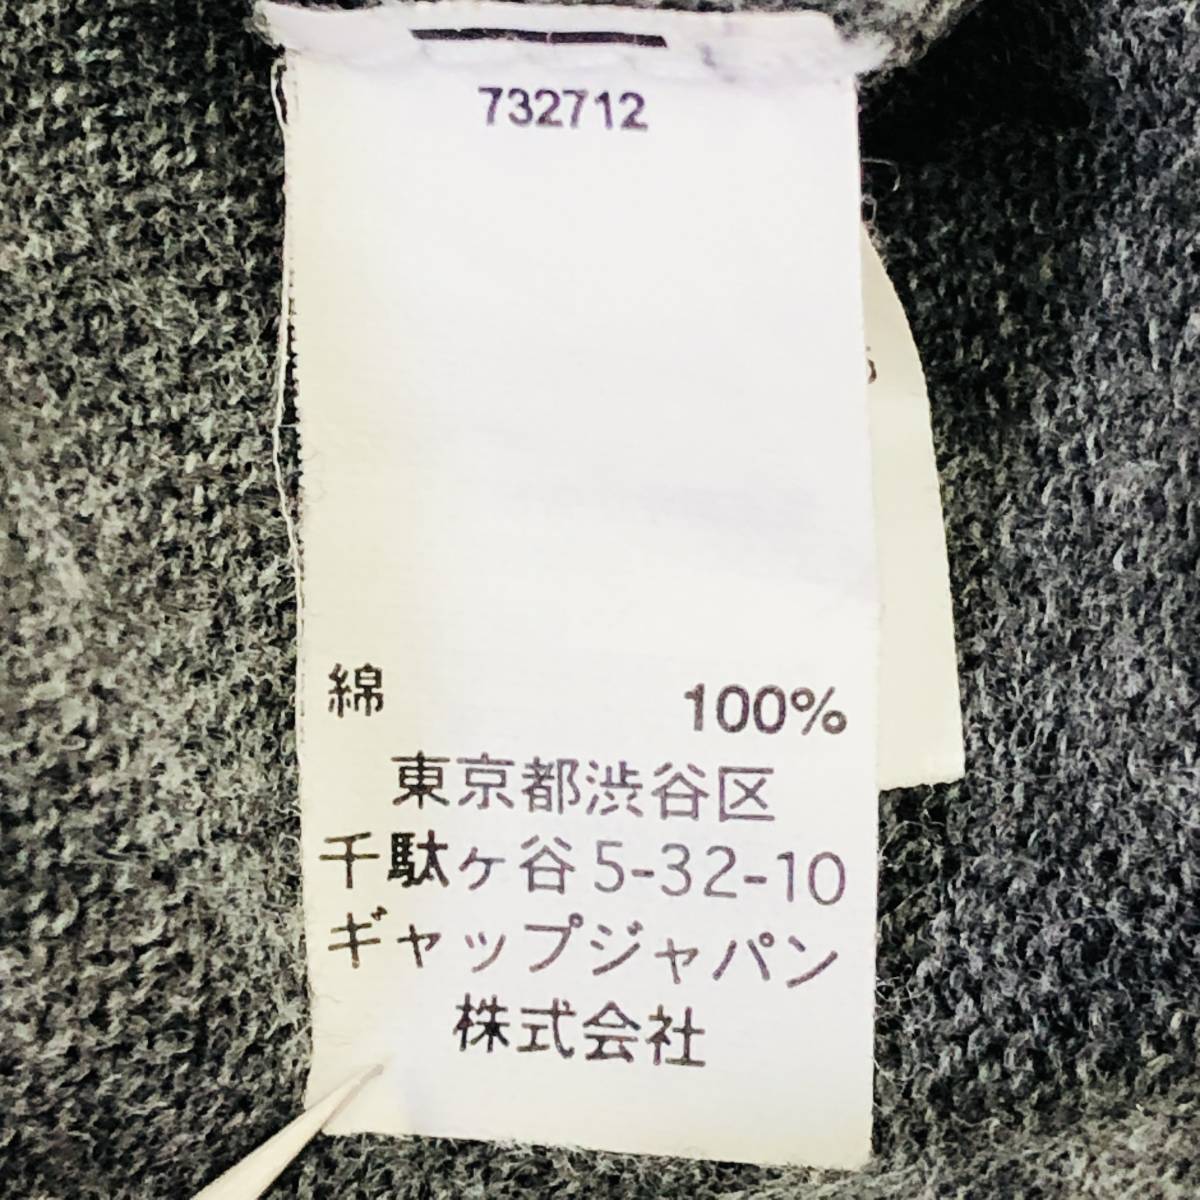 732712
綿 100%
東京都渋谷区
千駄ヶ谷5-32-10
ギャップジャパン
株式会社